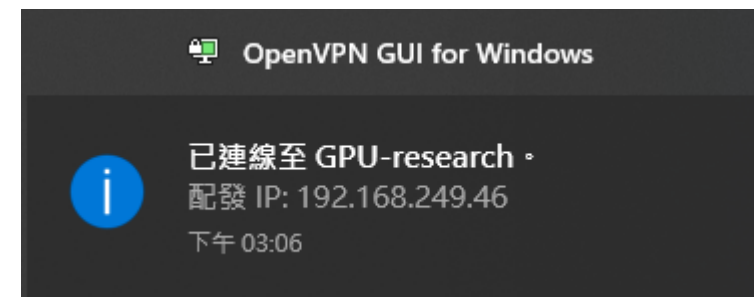 OpenVPN GUI for Windows
已連線至 GPU-research。
配發 IP: 192.168.249.46
下午 03:06